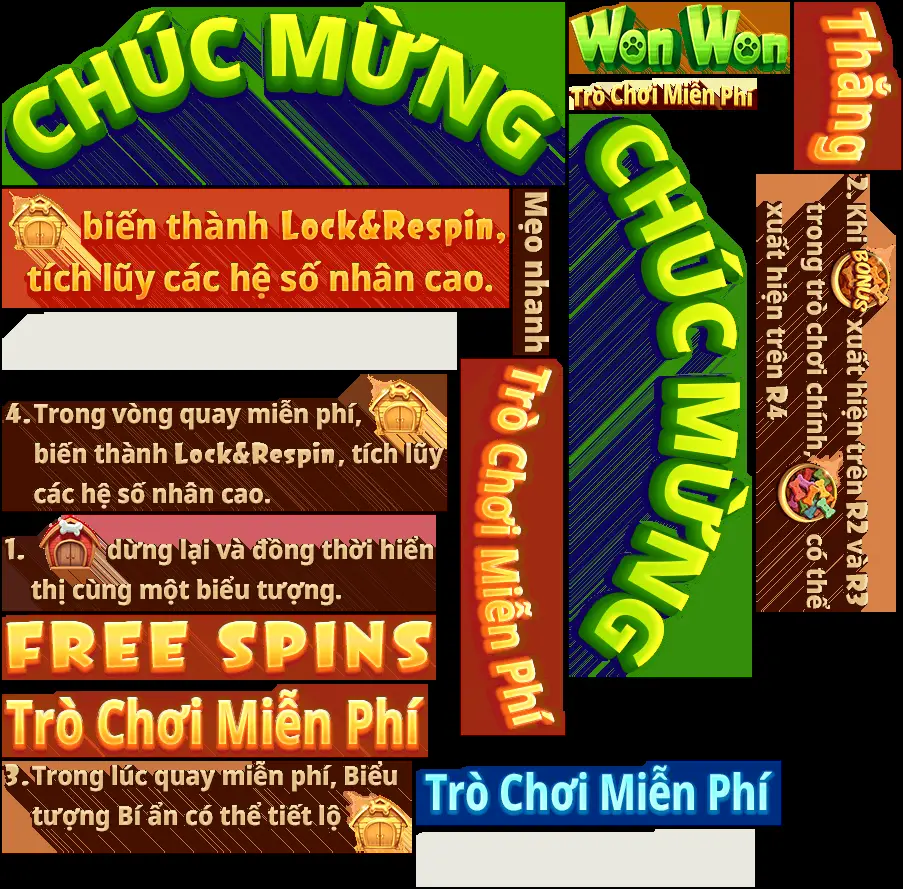 CHÚC MỪNG
Won Won
Trò Chơi Miễn Phí
Thắng
biến thành Lock&Respin,
tích lũy các hệ số nhân cao.
Mẹo nhanh
CHÚC MỪNG
2. Khi BONUS xuất hiện trên R2 và R3
trong trò chơi chính, có thể
xuất hiện trên R4
Trò Chơi Miễn Phí
4. Trong vòng quay miễn phí,
biến thành Lock&Respin, tích lũy
các hệ số nhân cao.
1. dừng lại và đồng thời hiển
thị cùng một biểu tượng.
FREE SPINS
Trò Chơi Miễn Phí
3. Trong lúc quay miễn phí, Biểu
tượng Bí ẩn có thể tiết lộ
Trò Chơi Miễn Phí